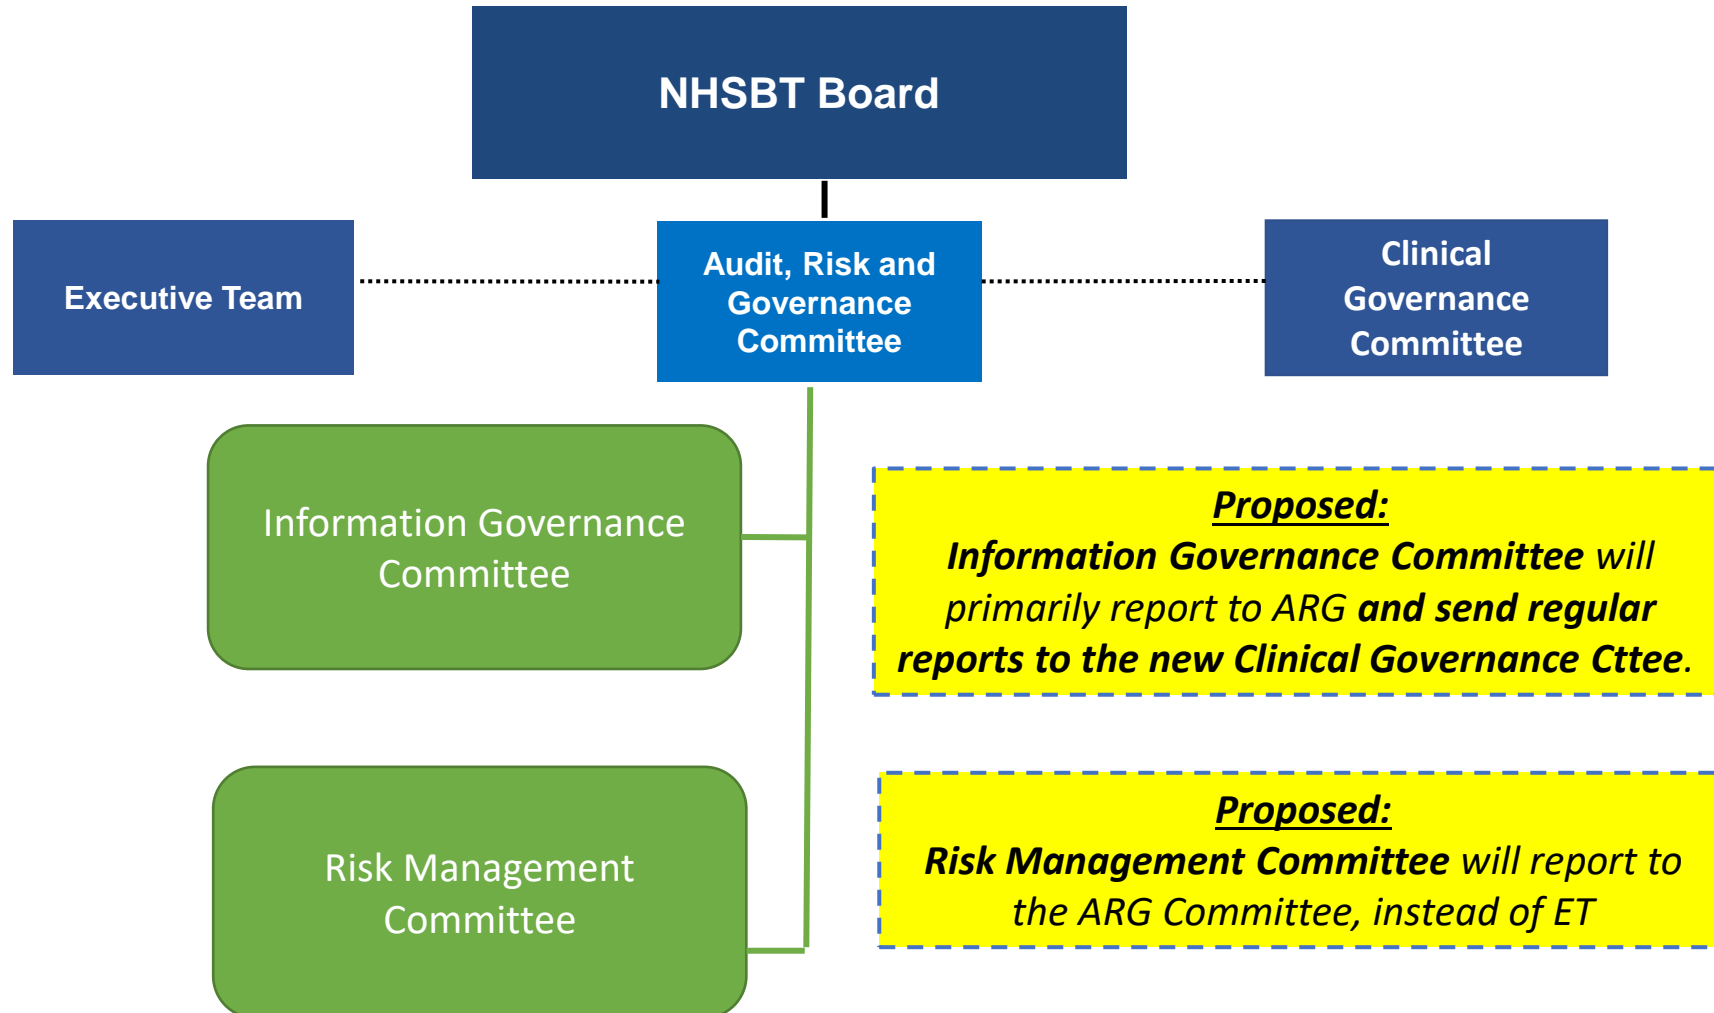 NHSBT Board
Executive Team
Audit, Risk and
Governance
Committee
Clinical
Governance
Committee
Information Governance
Committee
Proposed:
Information Governance Committee will
primarily report to ARG and send regular
reports to the new Clinical Governance Cttee.
Risk Management
Committee
Proposed:
Risk Management Committee will report to
the ARG Committee, instead of ET